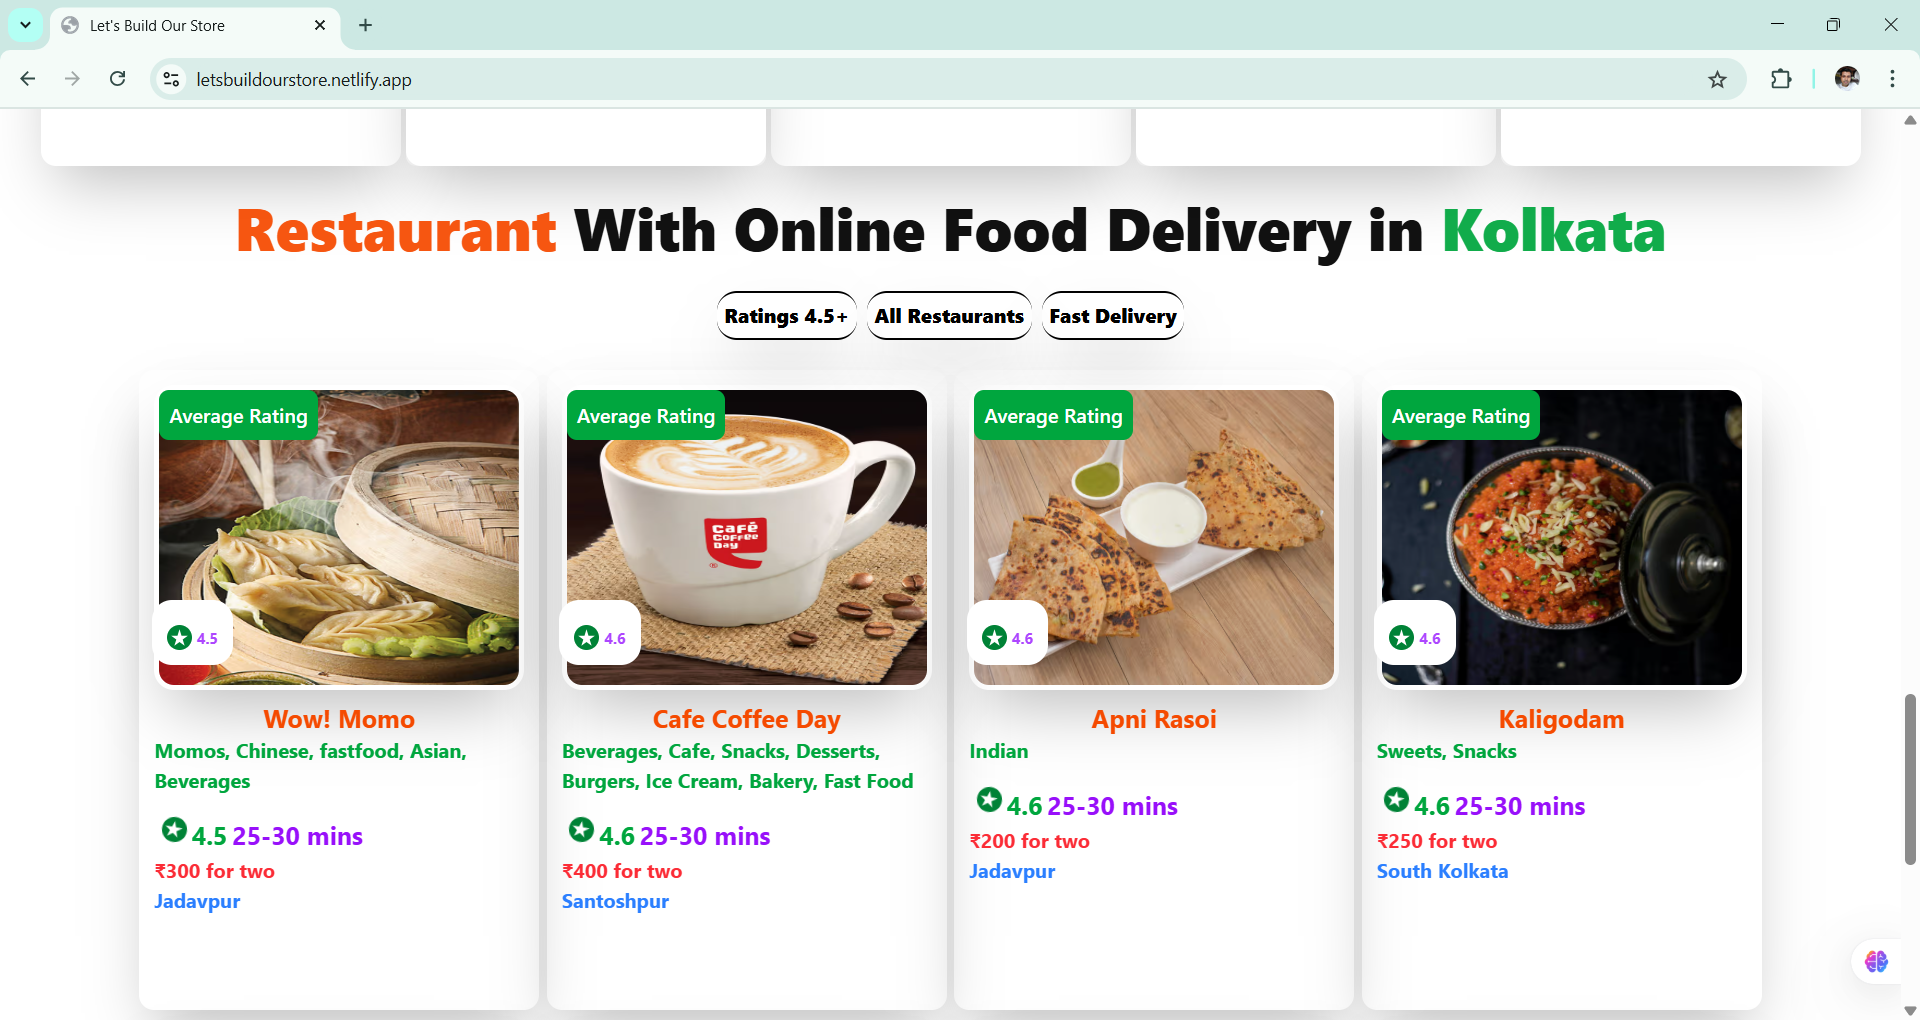 Let's Build Our Store
letsbuildourstore.netlify.app
Restaurant With Online Food Delivery in Kolkata
Ratings 4.5+
All Restaurants
Fast Delivery
Average Rating
4.5
Wow! Momo
Momos, Chinese, fastfood, Asian,
Beverages
4.5 25-30 mins
₹300 for two
Jadavpur
Average Rating
Café
Coffee
Day
®
4.6
Cafe Coffee Day
Beverages, Cafe, Snacks, Desserts,
Burgers, Ice Cream, Bakery, Fast Food
4.6 25-30 mins
₹400 for two
Santoshpur
Average Rating
4.6
Apni Rasoi
Indian
4.6 25-30 mins
₹200 for two
Jadavpur
Average Rating
4.6
Kaligodam
Sweets, Snacks
4.6 25-30 mins
₹250 for two
South Kolkata